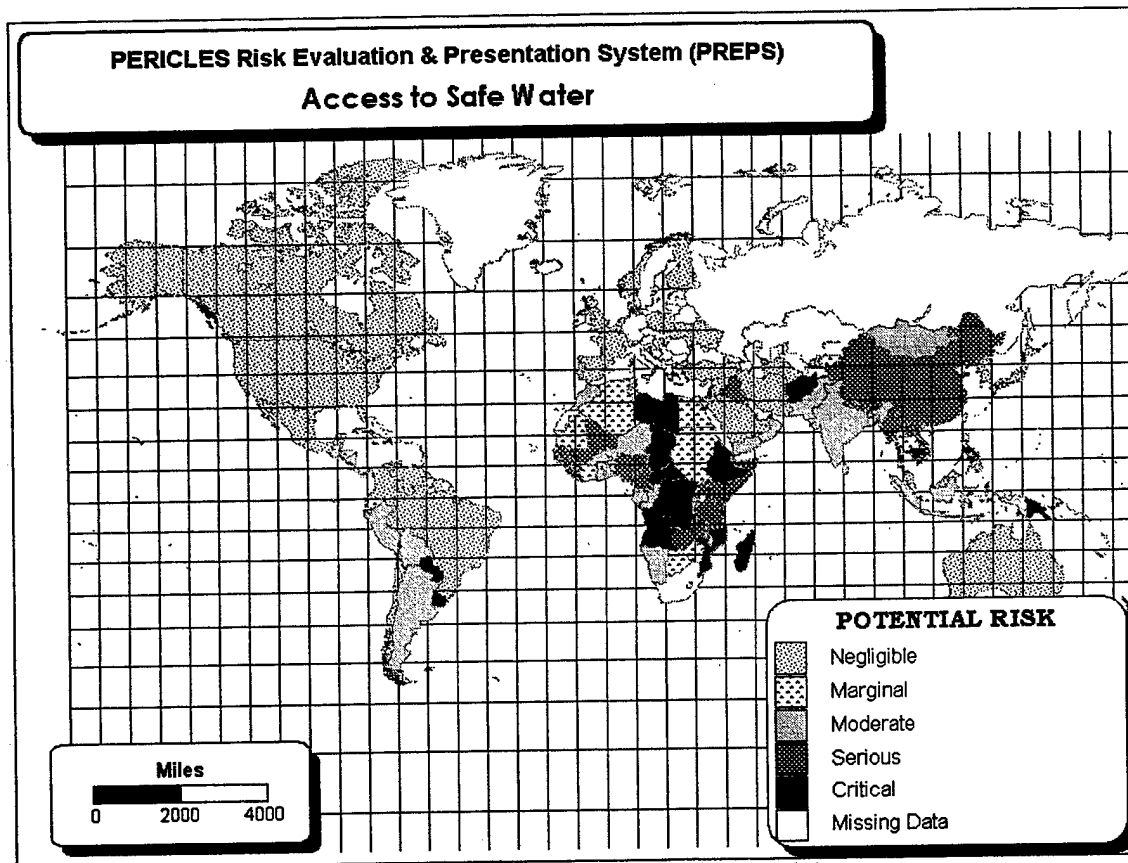 PERICLES Risk Evaluation & Presentation System (PREPS)
Access to Safe Water
POTENTIAL RISK
Negligible
Marginal
Moderate
Serious
Critical
Missing Data
Miles
0 2000 4000